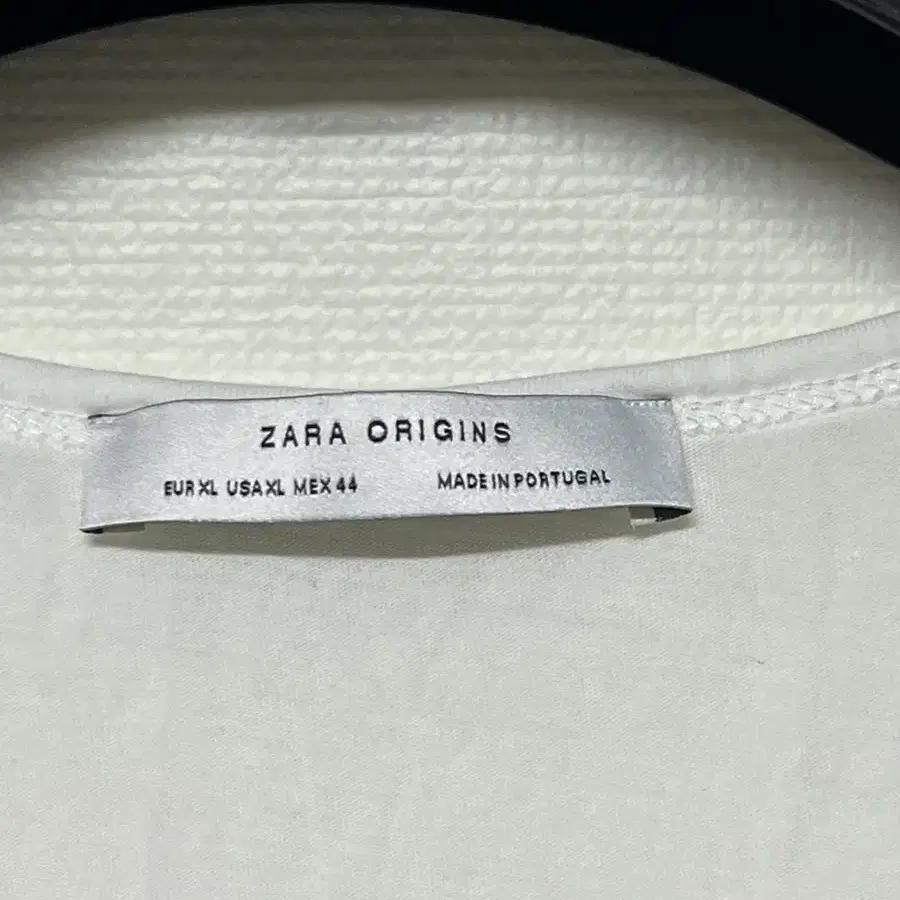 ZARA ORIGINS
EUR XL USA XL MEX 44 MADE IN PORTUGAL